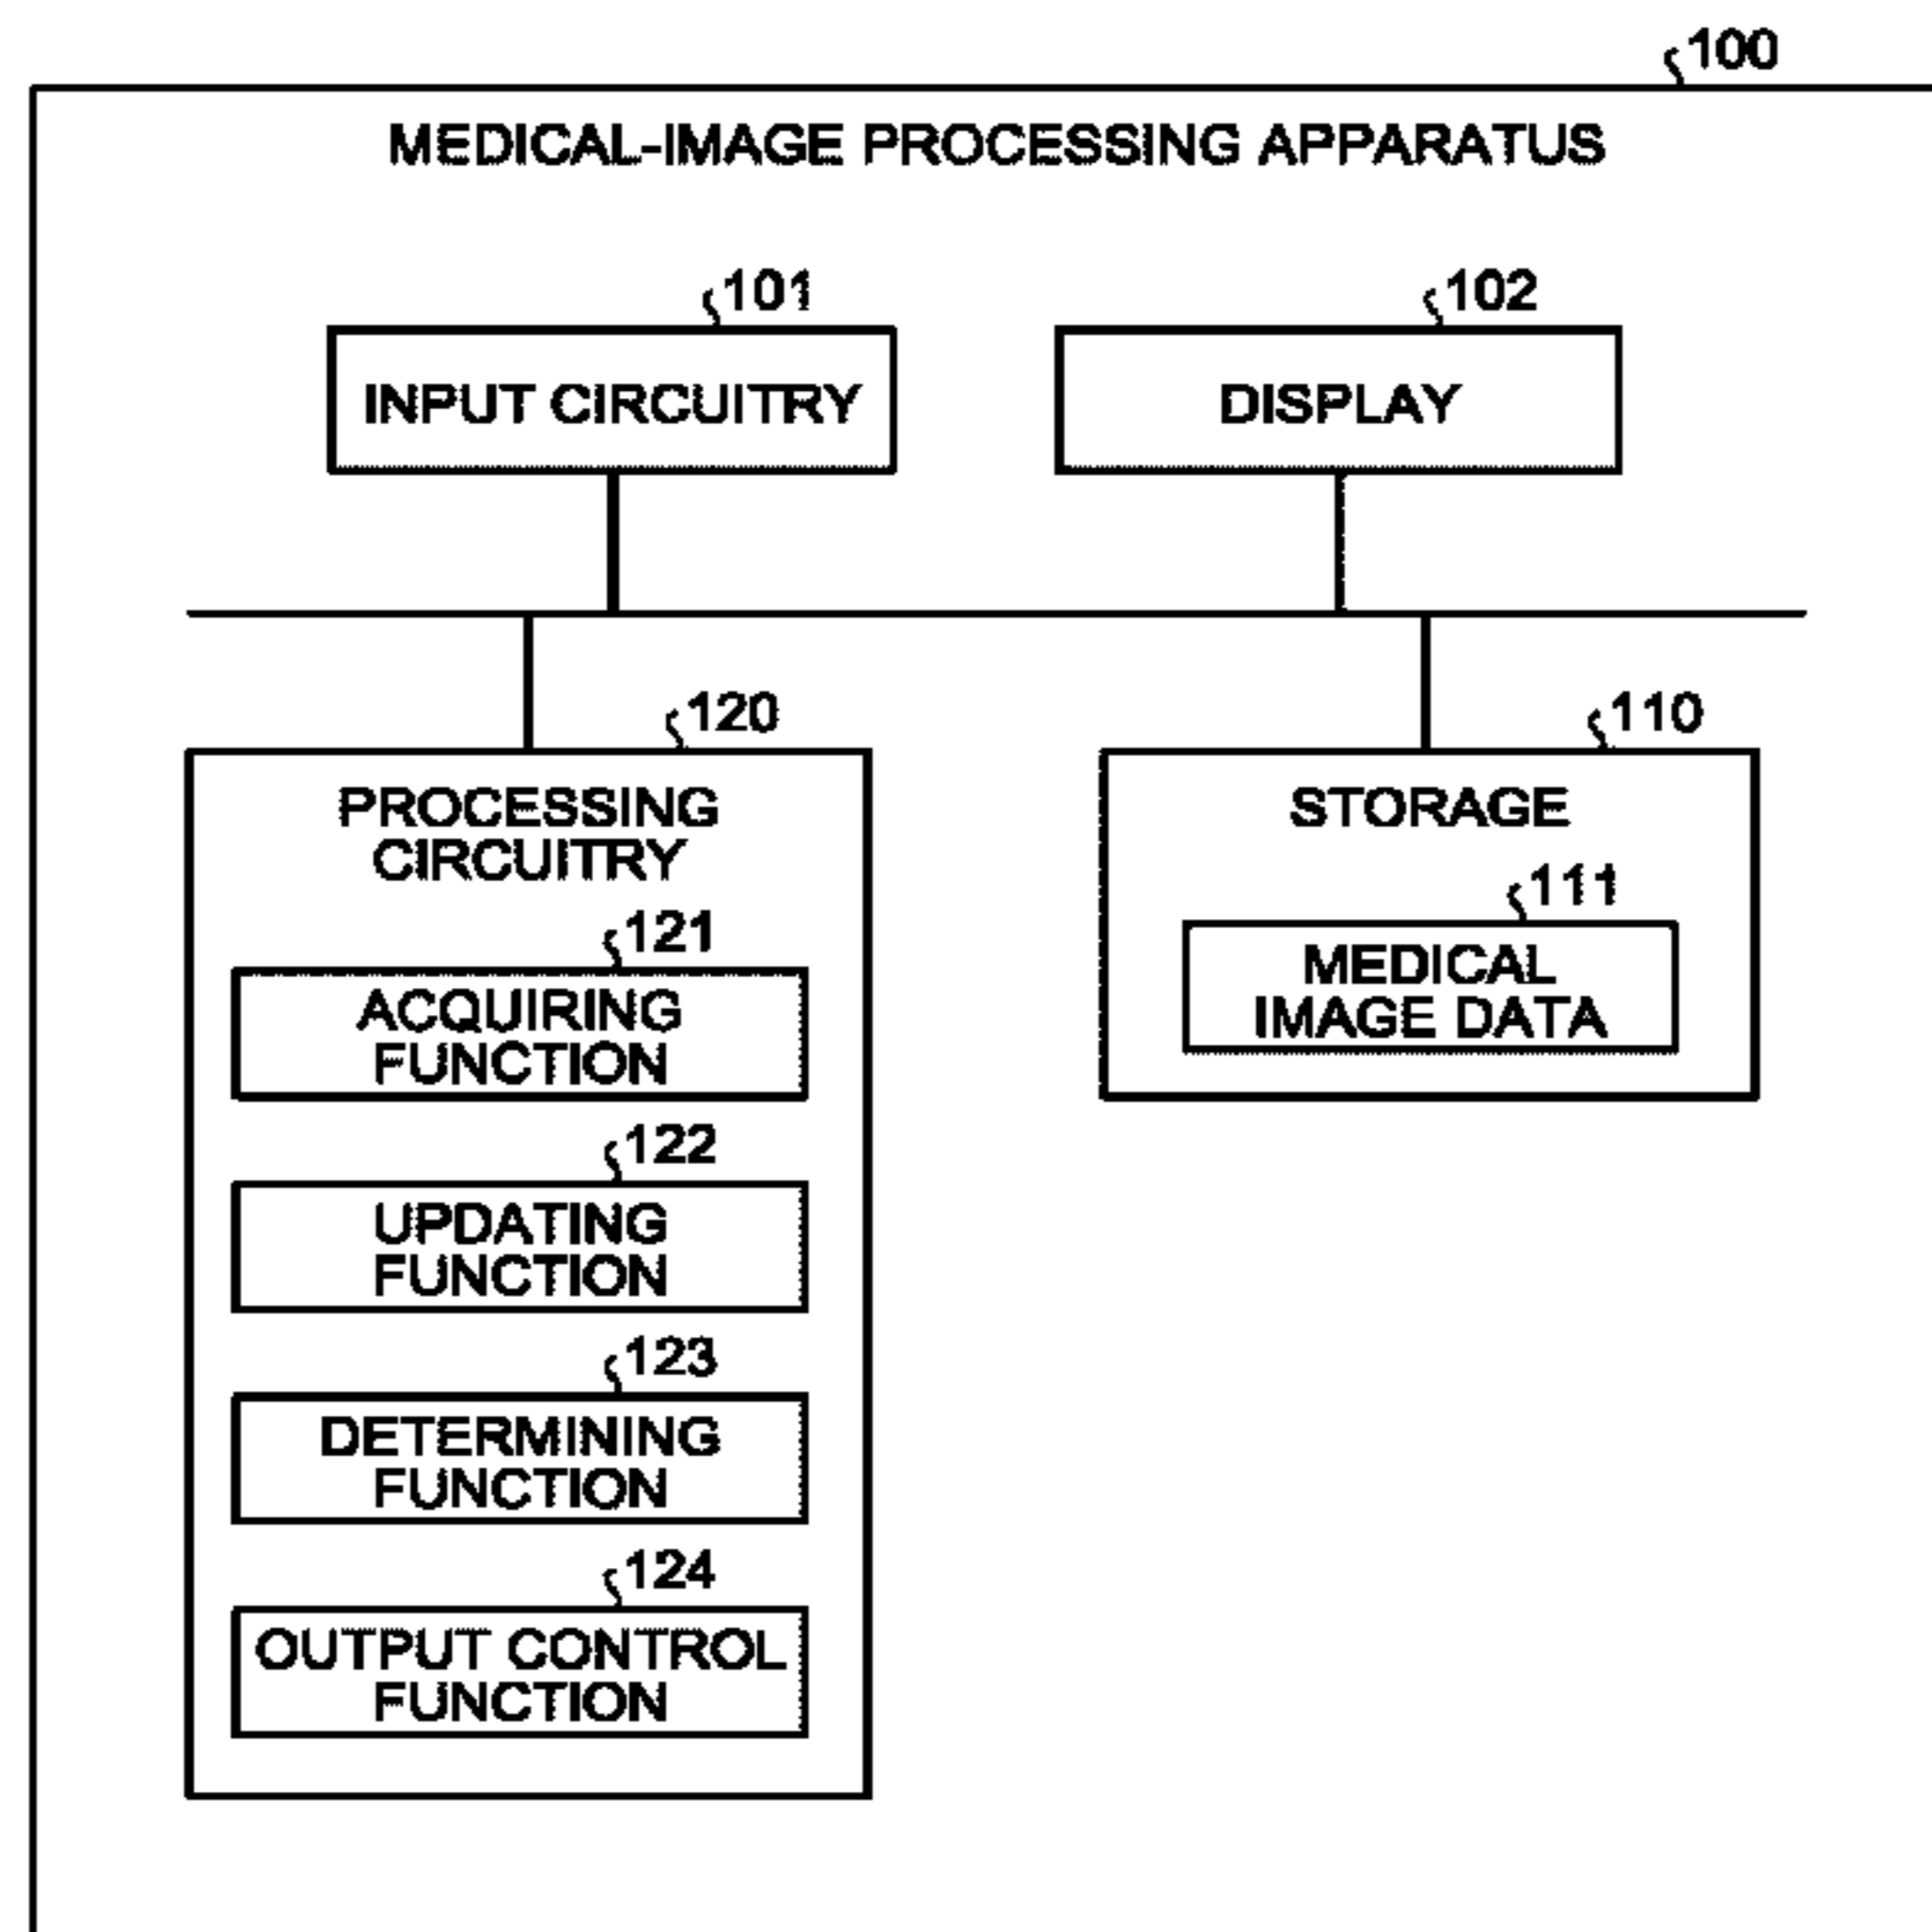 100
MEDICAL-IMAGE PROCESSING APPARATUS
101
INPUT CIRCUITRY
102
DISPLAY
120
PROCESSING
CIRCUITRY
121
ACQUIRING
FUNCTION
122
UPDATING
FUNCTION
123
DETERMINING
FUNCTION
124
OUTPUT CONTROL
FUNCTION
110
STORAGE
111
MEDICAL
IMAGE DATA